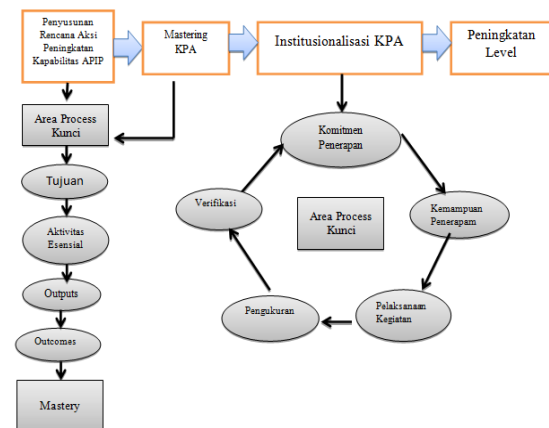 Penyusunan
Rencana Aksi
Peningkatan
Kapabilitas APIP
Mastering
KPA
Institusionalisasi KPA
Peningkatan
Level
Area Process
Kunci
Tujuan
Aktivitas
Esensial
Outputs
Outcomes
Mastery
Komitmen
Penerapan
Kemampuan
Penerapam
Pelaksanaan
Kegiatan
Pengukuran
Verifikasi
Area Process
Kunci